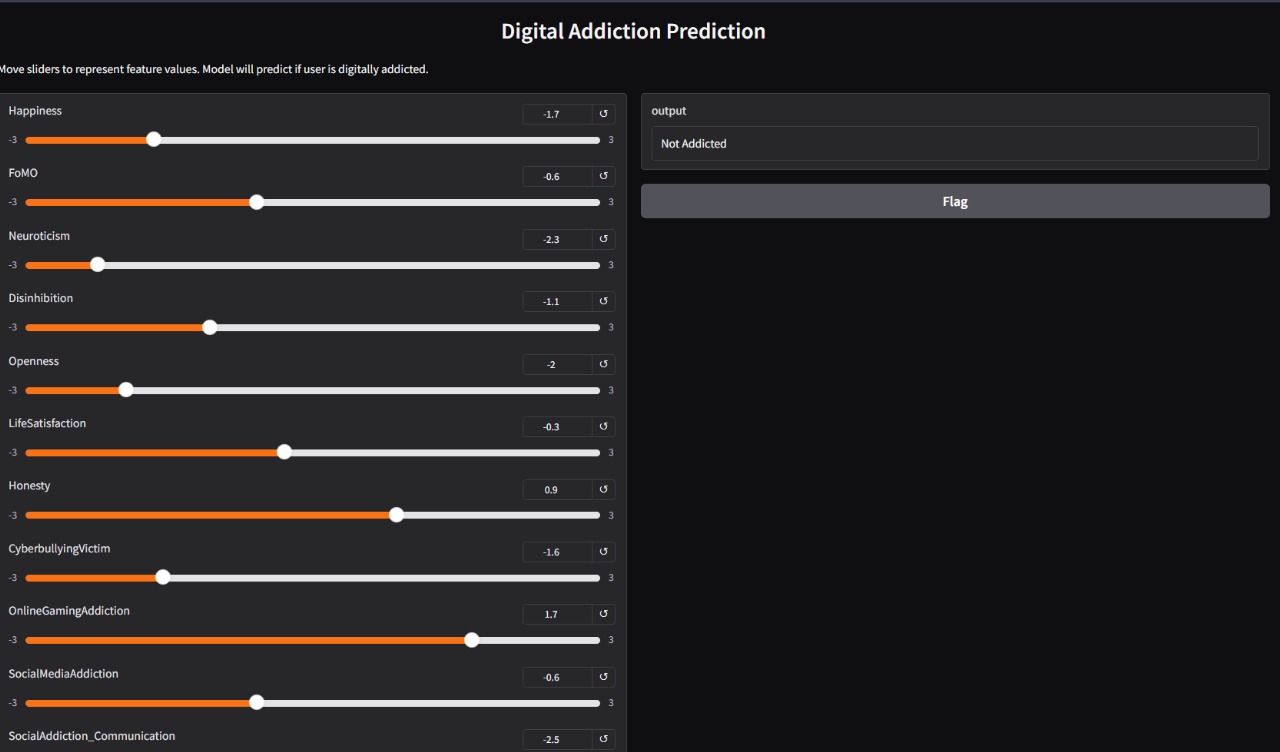 Digital Addiction Prediction
Move sliders to represent feature values. Model will predict if user is digitally addicted.
Happiness
-1.7 ↺
-3 3
FoMO
-0.6 ↺
-3 3
Neuroticism
-2.3 ↺
-3 3
Disinhibition
-1.1 ↺
-3 3
Openness
-2 ↺
-3 3
LifeSatisfaction
-0.3 ↺
-3 3
Honesty
0.9 ↺
-3 3
CyberbullyingVictim
-1.6 ↺
-3 3
OnlineGamingAddiction
1.7 ↺
-3 3
SocialMediaAddiction
-0.6 ↺
-3 3
SocialAddiction_Communication
-2.5 ↺
output
Not Addicted
Flag